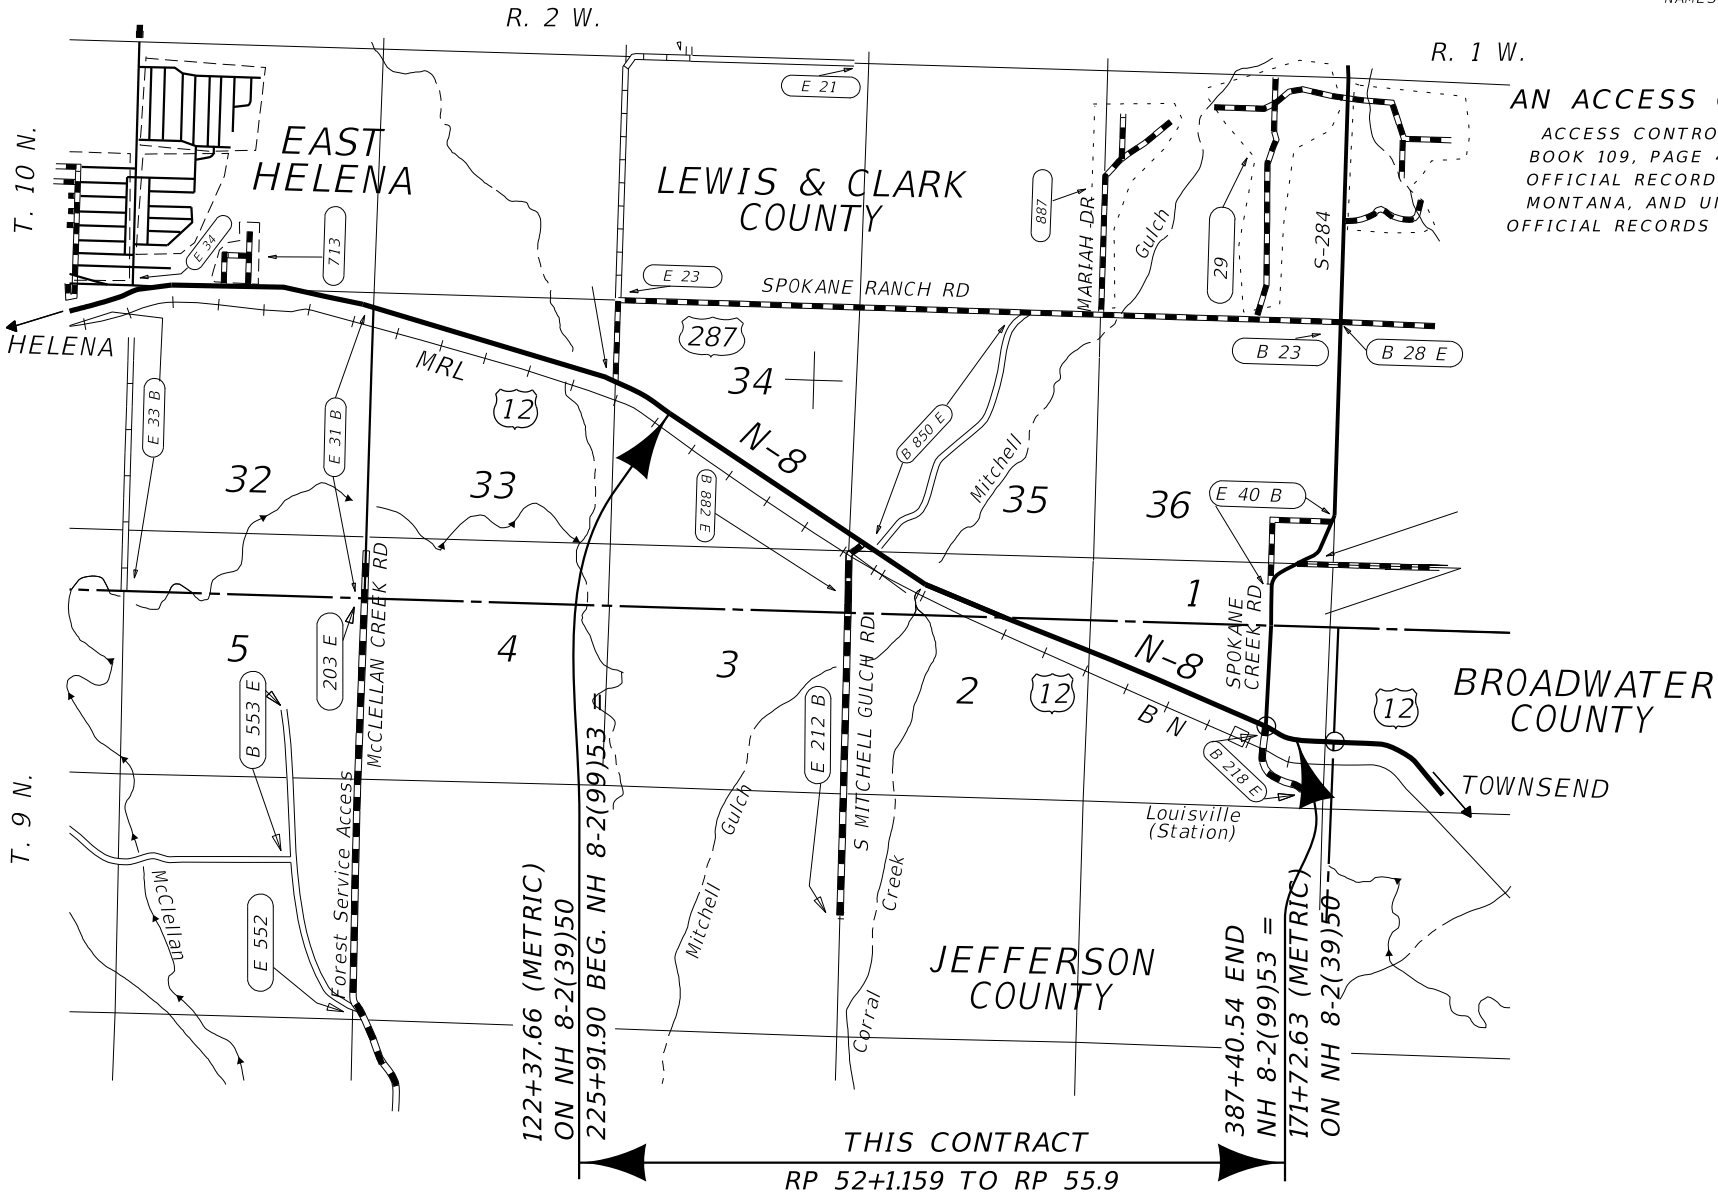 R. 2 W.
R. 1 W.
T. 10 N.
E 21
AN ACCESS
ACCESS CONTRO
BOOK 109, PAGE
OFFICIAL RECORD
MONTANA, AND
OFFICIAL RECORDS
EAST
HELENA
LEWIS & CLARK
COUNTY
E 34
713
887
MARIAH DR
Gulch
29
S-284
E 23
SPOKANE RANCH RD
HELENA
MRL
287
12
34
B 23
B 28 E
E 33 B
E 31 B
N-8
B 850 E
Mitchell
32
33
B 882 E
35
36
E 40 B
McCLELLAN CREEK RD
203 E
5
4
3
S MITCHELL GULCH RD
2
1
SPOKANE
CREEK RD
N-8
12
B N
BROADWATER
COUNTY
12
B 553 E
E 212 B
B 218 E
TOWNSEND
T. 9 N.
Louisville
(Station)
Gulch
Mitchell
Creek
Corral
McClellan
E 552
Forest Service Access
JEFFERSON
COUNTY
122+37.66 (METRIC)
ON NH 8-2(39)50
225+91.90 BEG. NH 8-2(99)53
387+40.54 END
NH 8-2(99)53 =
171+72.63 (METRIC)
ON NH 8-2(39)50
THIS CONTRACT
RP 52+1.159 TO RP 55.9